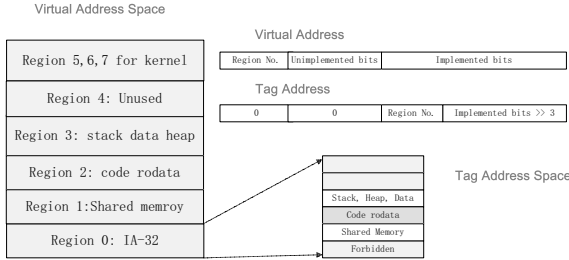 Virtual Address Space
Region 5,6,7 for kernel
Region 4: Unused
Region 3: stack data heap
Region 2: code rodata
Region 1:Shared memroy
Region 0: IA-32
Virtual Address
Region No. Unimplemented bits Implemented bits
Tag Address
0 0 Region No. Implemented bits >> 3
Tag Address Space
Stack, Heap, Data
Code rodata
Shared Memory
Forbidden